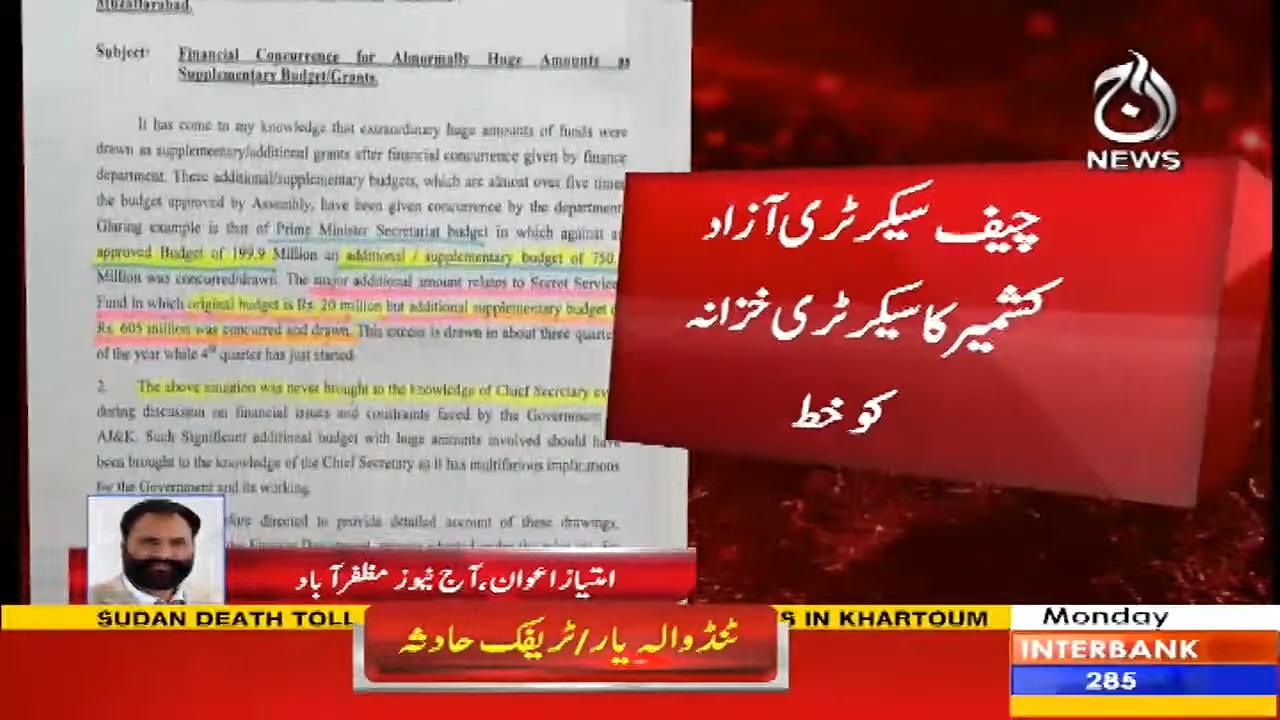 Muzaffarabad.
Subject: Financial Concurrence for Abnormally Huge Amounts as
Supplementary Budget/Grants.
It has come to my knowledge that extraordinary huge amounts of funds were
drawn as supplementary/additional grants after financial concurrence given by finance
department. These additional/supplementary budgets, which are almost over five times
the budget approved by Assembly, have been given concurrence by the department
Glaring example is that of Prime Minister Secretariat budget in which against
approved Budget of 199.9 Million an additional / supplementary budget of 750.
Million was concurred/drawn. The major additional amount relates to Secret Service
Fund in which original budget is Rs. 20 million but additional supplementary budget
Rs. 605 million was concurred and drawn. This excess is drawn in about three quarter
of the year while 4th quarter has just started
2. The above situation was never brought to the knowledge of Chief Secretary
during discussion on financial issues and constraints faced by the Government
AJ&K. Such Significant additional budget with huge amounts involved should have
been brought to the knowledge of the Chief Secretary as it has multifarious implications
for the Government and its working.
directed to provide detailed account of these drawings,
آج
NEWS
چیف سیکرٹری آزاد
کشمیر کا سیکرٹری خزانہ
کو خط
امتیاز اعوان، آج نیوز مظفر آباد
SUDAN DEATH TOLL
IN KHARTOUM
ٹنڈوالہ یار/ٹریفک حادثہ
Monday
INTERBANK
285